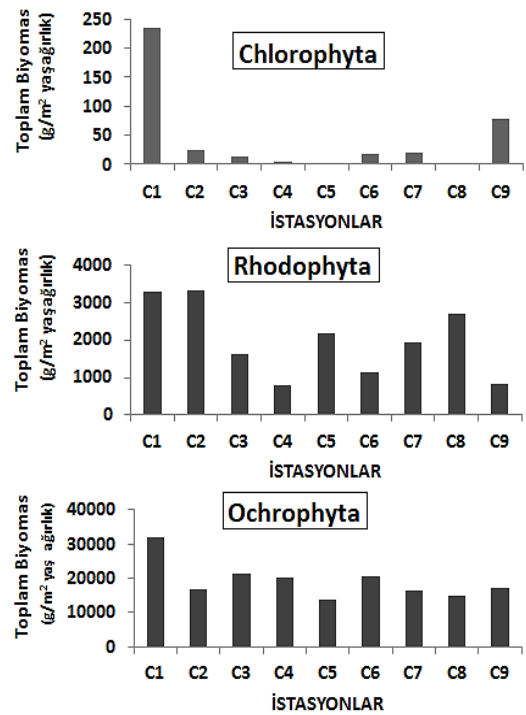 Chlorophyta
Toplam Biyomas
(g/m² yaşağırlık)
250
200
150
100
50
0
C1 C2 C3 C4 C5 C6 C7 C8 C9
İSTASYONLAR
Rhodophyta
Toplam Biyomas
(g/m² yaşağırlık)
4000
3000
2000
1000
0
C1 C2 C3 C4 C5 C6 C7 C8 C9
İSTASYONLAR
Ochrophyta
Toplam Biyomas
(g/m² yaş ağırlık)
40000
30000
20000
10000
0
C1 C2 C3 C4 C5 C6 C7 C8 C9
İSTASYONLAR